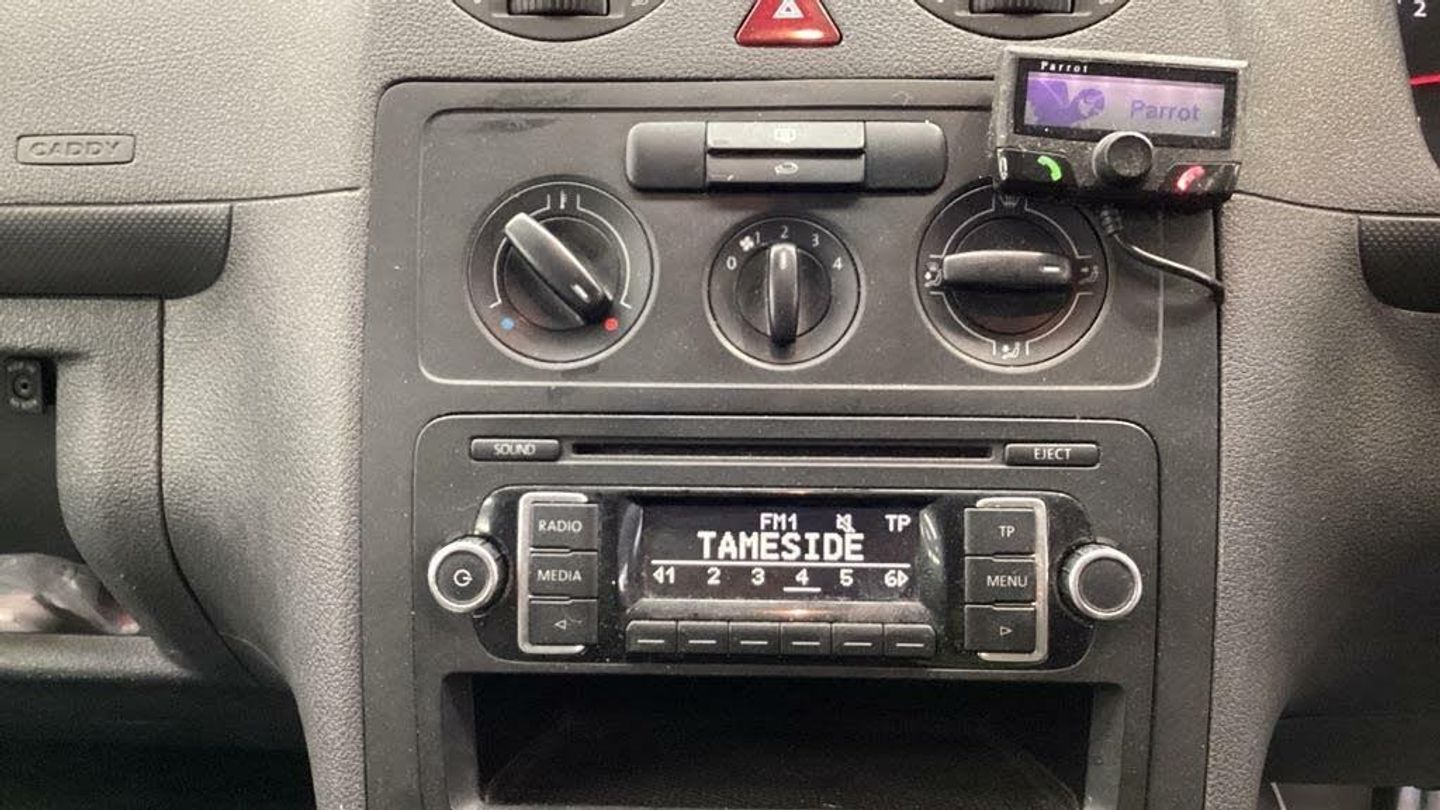 2
Parrot
Parrot
CADDY
0 1 2 3 4
SOUND
EJECT
RADIO
FM1 TP
TP
TAMESIDE
MEDIA
1 2 3 4 5 6
MENU